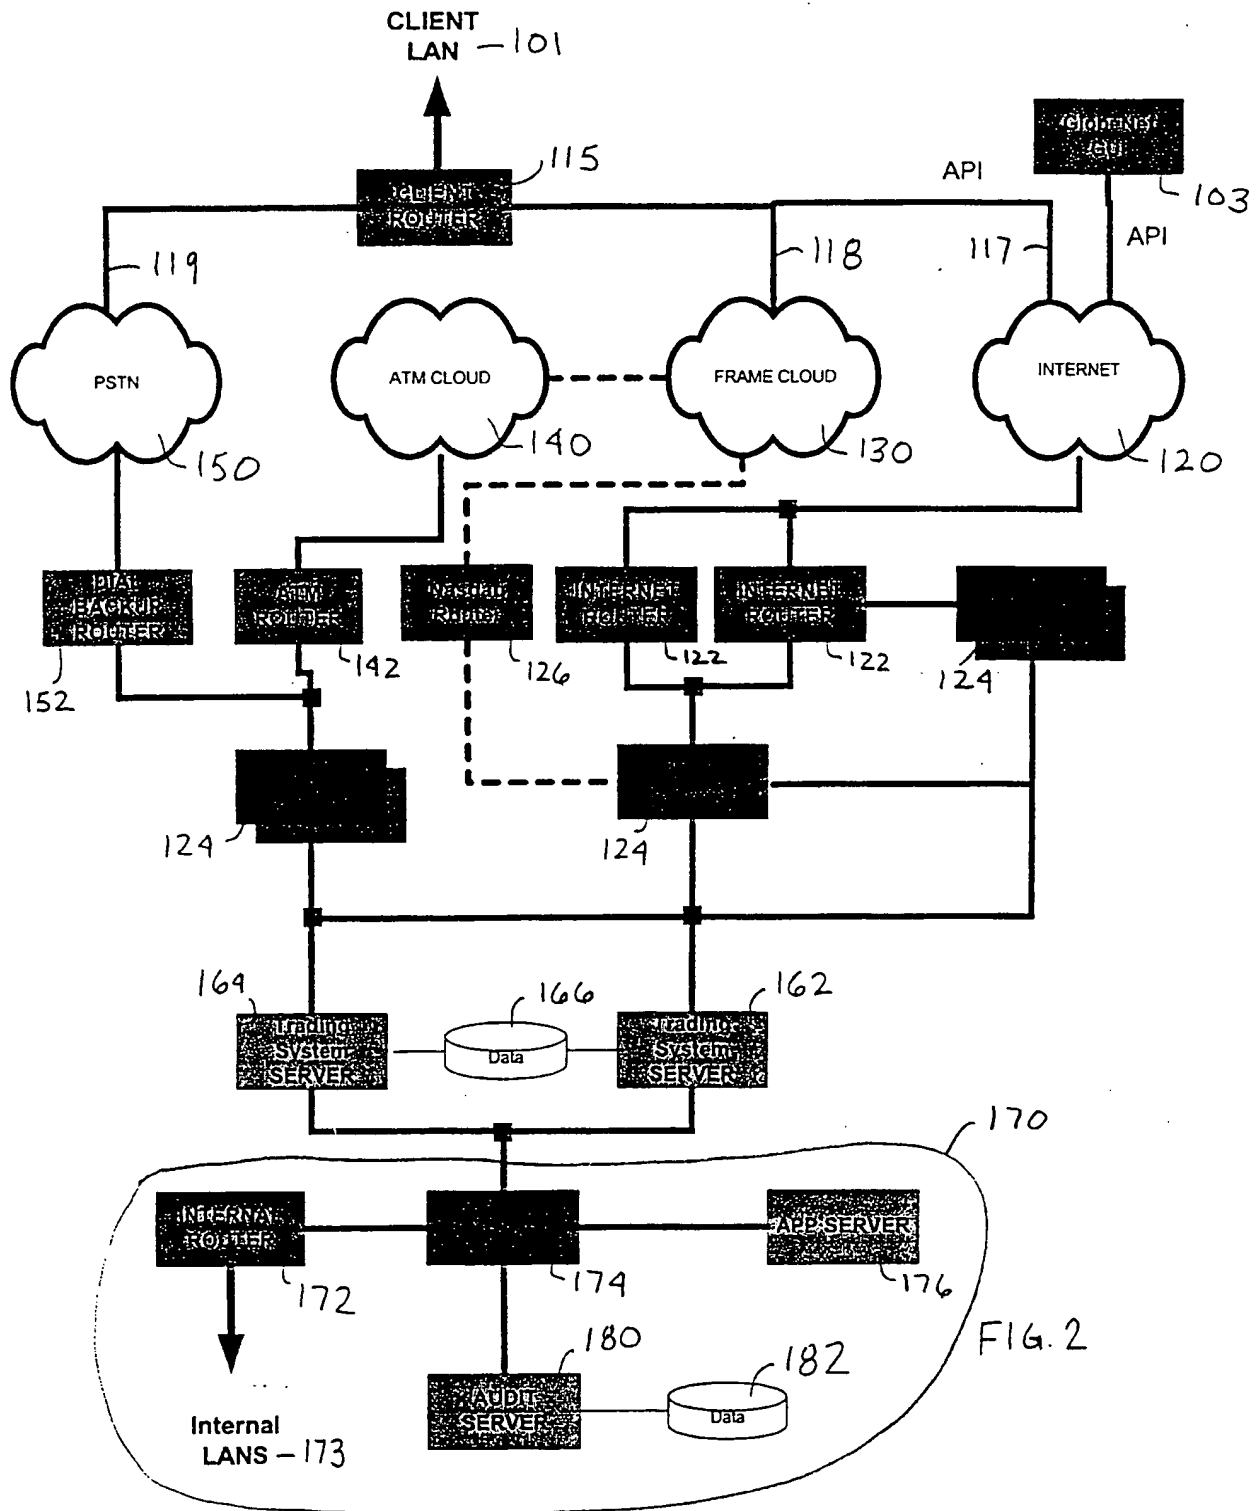 CLIENT
LAN - 101
GlobeNet
GUI
103
115
CLIENT
ROUTER
API
API
119
118
117
PSTN
ATM CLOUD
FRAME CLOUD
INTERNET
150
140
130
120
DIAL
BACKUP
ROUTER
ATM
ROUTER
Nasdaq
Router
INTERNET
ROUTER
INTERNET
ROUTER
152
142
126
122
122
124
124
124
164
166
162
Trading
System
SERVER
Data
Trading
System
SERVER
170
INTERNAL
ROUTER
APP SERVER
172
174
176
180
182
FIG. 2
AUDIT
SERVER
Data
Internal
LANS - 173